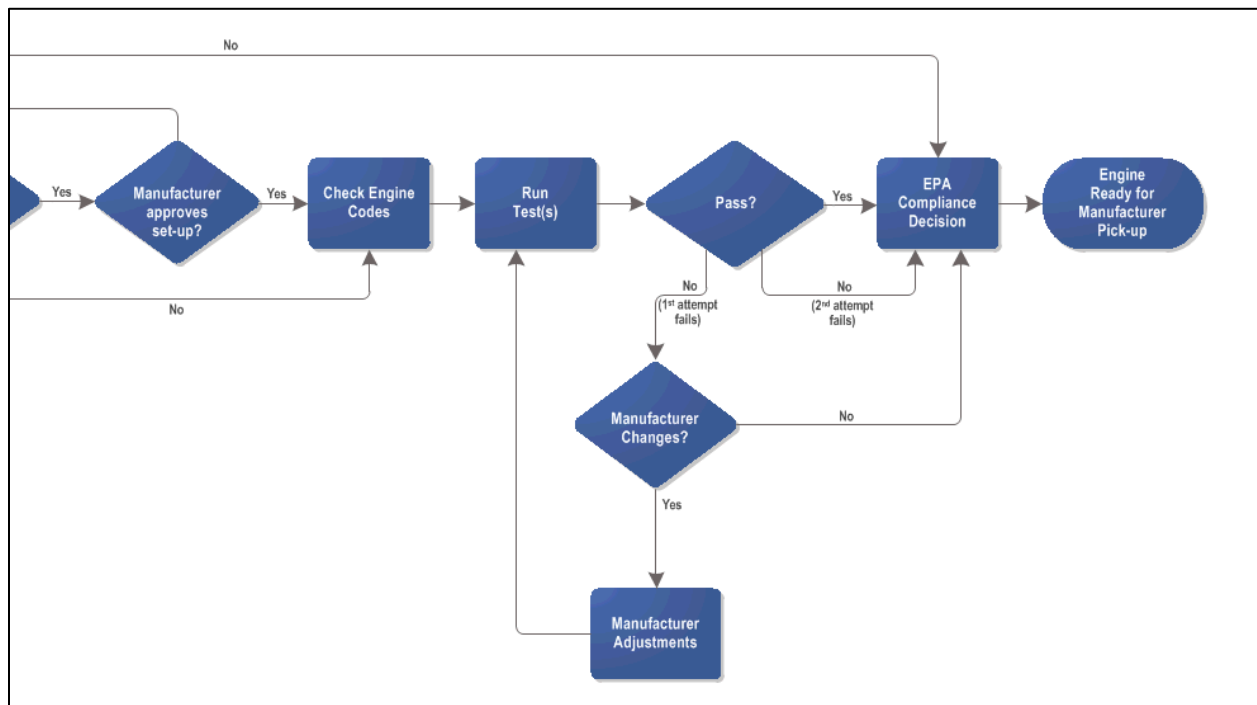 No
Yes
Manufacturer
approves
set-up?
Yes
Check Engine
Codes
Run
Test(s)
Pass?
Yes
EPA
Compliance
Decision
Engine
Ready for
Manufacturer
Pick-up
No
No
(1st attempt
fails)
No
(2nd attempt
fails)
Manufacturer
Changes?
No
Yes
Manufacturer
Adjustments